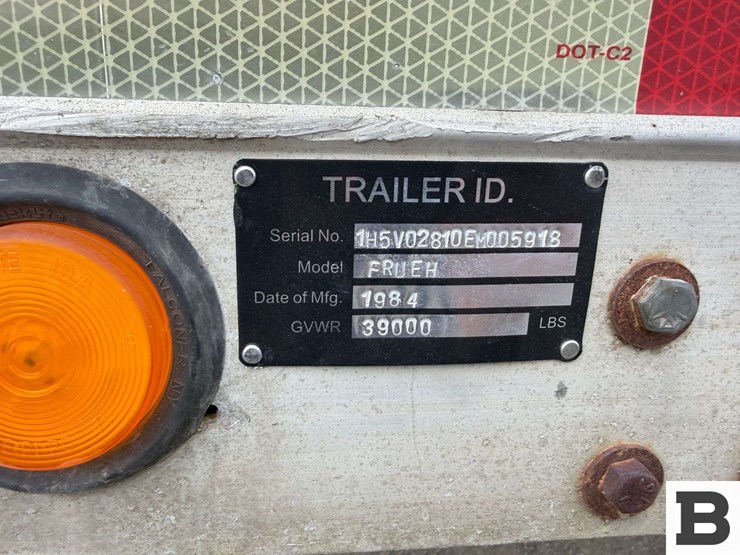 DOT-C2
TRAILER ID.
Serial No. 1H5V02810EM005918
Model FRUEH
Date of Mfg. 1984
GVWR 39000 LBS
B